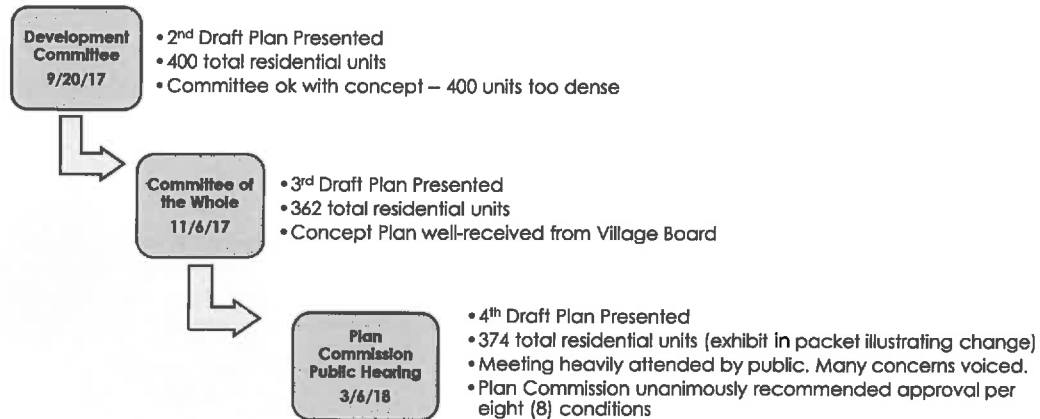 Development
Committee
9/20/17
• 2nd Draft Plan Presented
• 400 total residential units
• Committee ok with concept – 400 units too dense
Committee of
the Whole
11/6/17
• 3rd Draft Plan Presented
• 362 total residential units
• Concept Plan well-received from Village Board
Plan
Commission
Public Hearing
3/6/18
• 4th Draft Plan Presented
• 374 total residential units (exhibit in packet illustrating change)
• Meeting heavily attended by public. Many concerns voiced.
• Plan Commission unanimously recommended approval per
eight (8) conditions